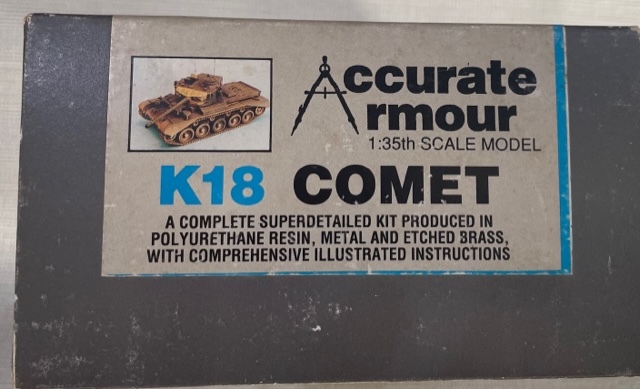 Accurate
Armour
1:35th SCALE MODEL
K18 COMET
A COMPLETE SUPERDETAILED KIT PRODUCED IN
POLYURETHANE RESIN, METAL AND ETCHED BRASS,
WITH COMPREHENSIVE ILLUSTRATED INSTRUCTIONS